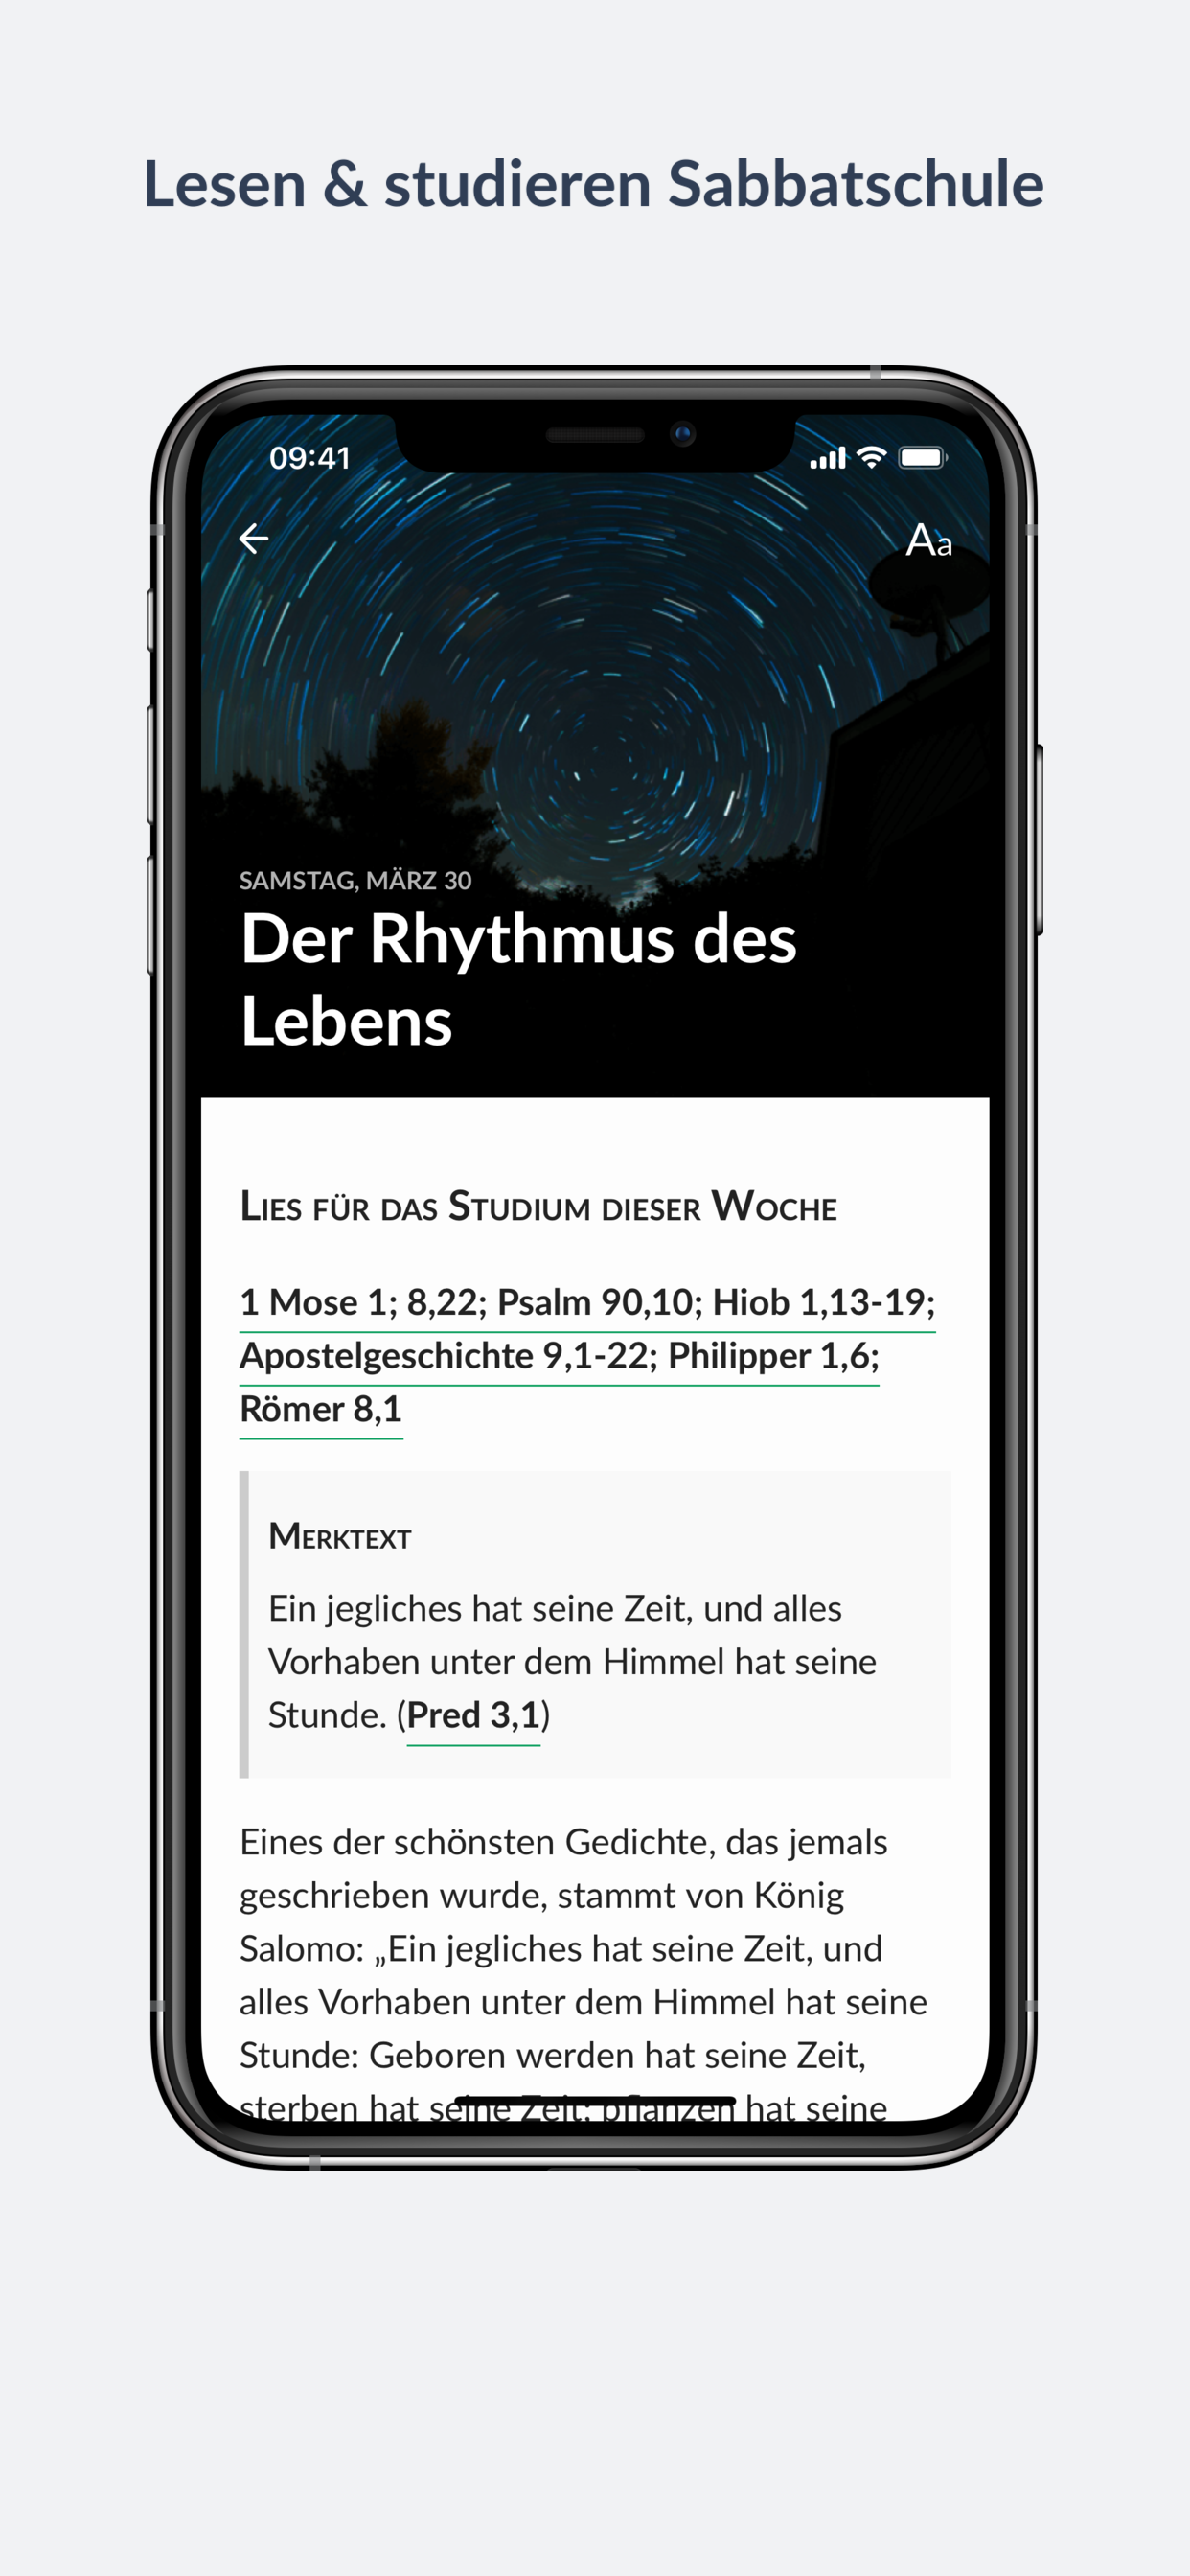 Lesen & studieren Sabbatschule
09:41
Aa
SAMSTAG, MÄRZ 30
Der Rhythmus des
Lebens
Lies für das Studium dieser Woche
1 Mose 1; 8,22; Psalm 90,10; Hiob 1,13-19;
Apostelgeschichte 9,1-22; Philipper 1,6;
Römer 8,1
Merktext
Ein jegliches hat seine Zeit, und alles
Vorhaben unter dem Himmel hat seine
Stunde. (Pred 3,1)
Eines der schönsten Gedichte, das jemals
geschrieben wurde, stammt von König
Salomo: „Ein jegliches hat seine Zeit, und
alles Vorhaben unter dem Himmel hat seine
Stunde: Geboren werden hat seine Zeit,
sterben hat seine Zeit; pflanzen hat seine